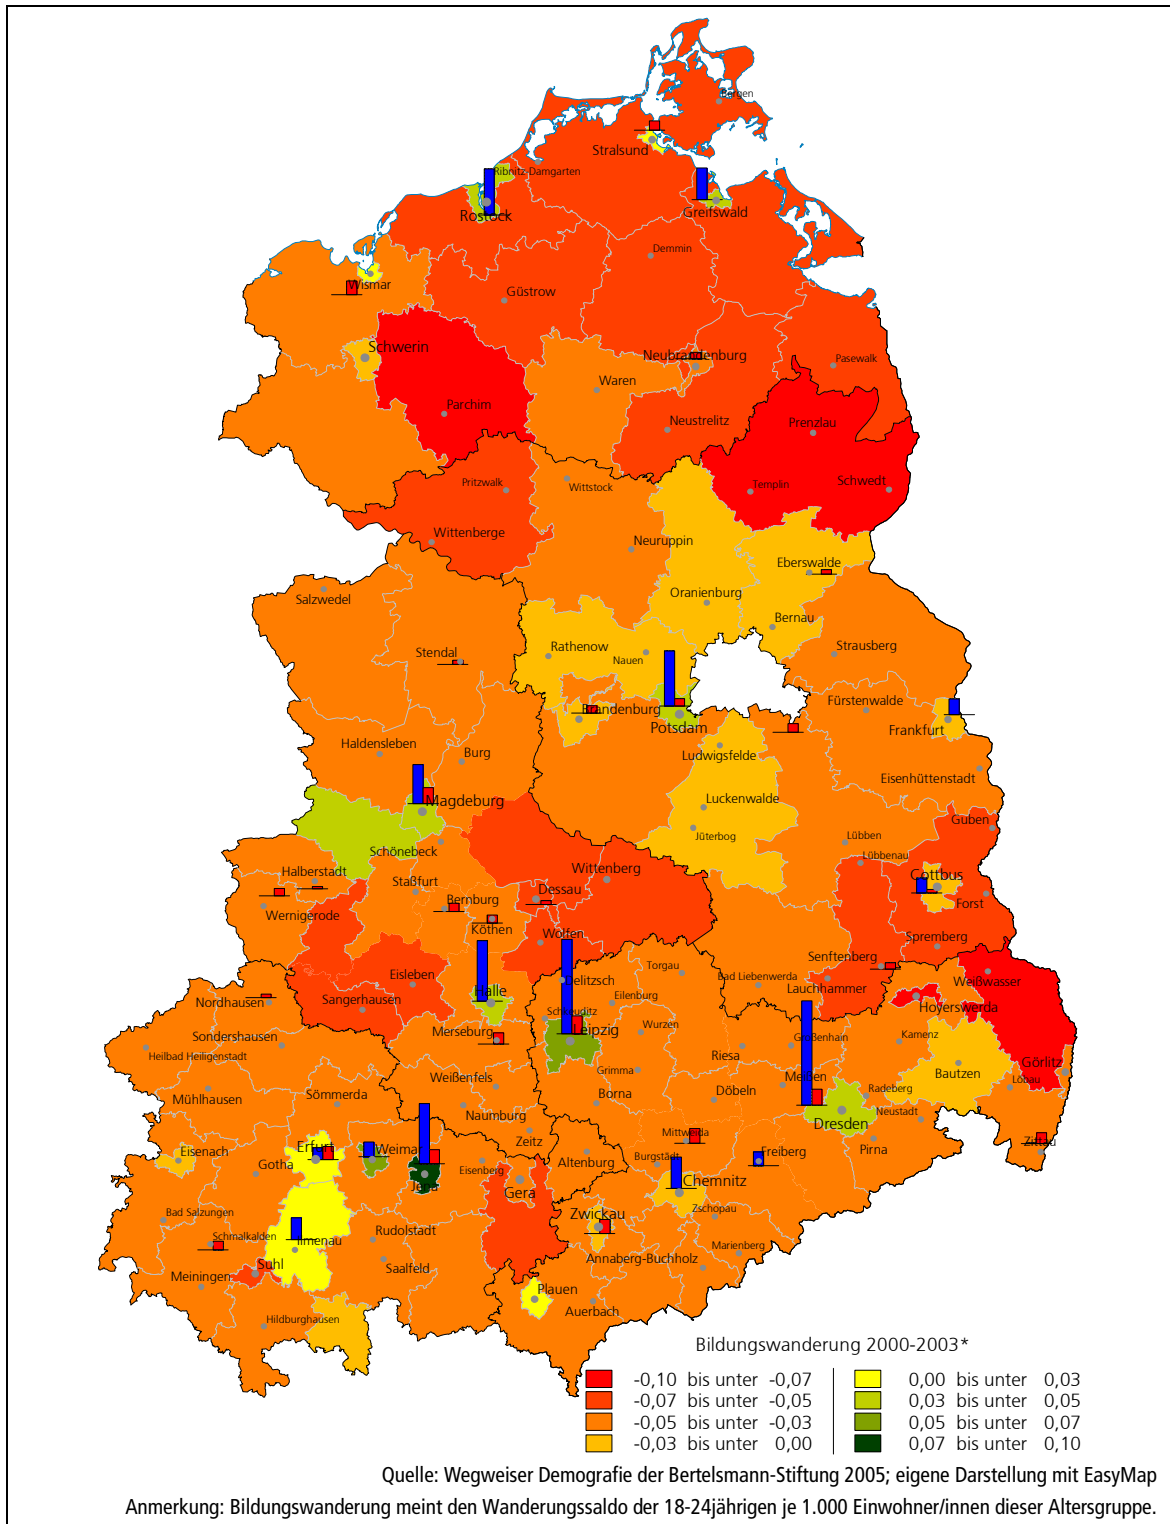 Bergen
Stralsund
Ribnitz-Damgarten
Rostock
Greifswald
Demmin
Wismar
Güstrow
Schwerin
Neubrandenburg
Pasewalk
Waren
Parchim
Neustrelitz
Prenzlau
Pritzwalk
Wittstock
Templin
Schwedt
Wittenberge
Neuruppin
Eberswalde
Salzwedel
Oranienburg
Bernau
Stendal
Rathenow
Nauen
Strausberg
Brandenburg
Potsdam
Fürstenwalde
Frankfurt
Haldensleben
Burg
Ludwigsfelde
Eisenhüttenstadt
Magdeburg
Luckenwalde
Guben
Schönebeck
Jüterbog
Lübben
Lübbenau
Halberstadt
Staßfurt
Wittenberg
Cottbus
Dessau
Wernigerode
Bernburg
Forst
Köthen
Wolfen
Spremberg
Senftenberg
Eisleben
Torgau
Delitzsch
Bad Liebenwerda
Weißwasser
Sangerhausen
Halle
Lauchhammer
Nordhausen
Eilenburg
Hoyerswerda
Schkeuditz
Leipzig
Wurzen
Sondershausen
Merseburg
Großenhain
Kamenz
Heilbad Heiligenstadt
Riesa
Görlitz
Grimma
Bautzen
Weißenfels
Meißen
Löbau
Mühlhausen
Sömmerda
Borna
Döbeln
Radeberg
Naumburg
Neustadt
Dresden
Mittweida
Zittau
Zeitz
Erfurt
Weimar
Freiberg
Pirna
Eisenach
Altenburg
Burgstädt
Gotha
Eisenberg
Jena
Gera
Chemnitz
Zwickau
Zschopau
Bad Salzungen
Schmalkalden
Ilmenau
Rudolstadt
Marienberg
Suhl
Saalfeld
Annaberg-Buchholz
Meiningen
Plauen
Auerbach
Hildburghausen
Bildungswanderung 2000-2003*
-0,10 bis unter -0,07
0,00 bis unter 0,03
-0,07 bis unter -0,05
0,03 bis unter 0,05
-0,05 bis unter -0,03
0,05 bis unter 0,07
-0,03 bis unter 0,00
0,07 bis unter 0,10
Quelle: Wegweiser Demografie der Bertelsmann-Stiftung 2005; eigene Darstellung mit EasyMap
Anmerkung: Bildungswanderung meint den Wanderungssaldo der 18-24jährigen je 1.000 Einwohner/innen dieser Altersgruppe.